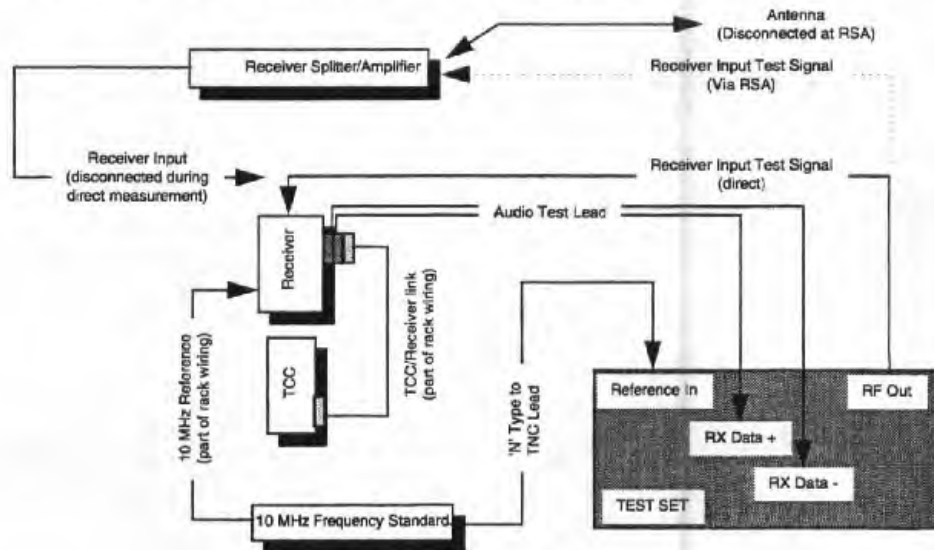 Antenna
(Disconnected at RSA)
Receiver Splitter/Amplifier
Receiver Input Test Signal
(Via RSA)
Receiver Input
(disconnected during
direct measurement)
Receiver Input Test Signal
(direct)
Audio Test Lead
Receiver
TCC/Receiver link
(part of rack wiring)
10 MHz Reference
(part of rack wiring)
TCC
'N' Type to
TNC Lead
Reference In
RF Out
RX Data +
RX Data -
TEST SET
10 MHz Frequency Standard